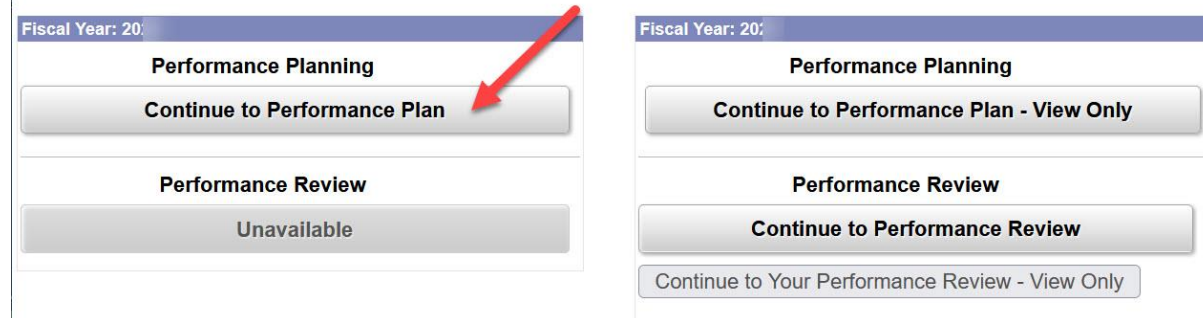 Fiscal Year: 20
Performance Planning
Continue to Performance Plan
Performance Review
Unavailable
Fiscal Year: 202
Performance Planning
Continue to Performance Plan - View Only
Performance Review
Continue to Performance Review
Continue to Your Performance Review - View Only